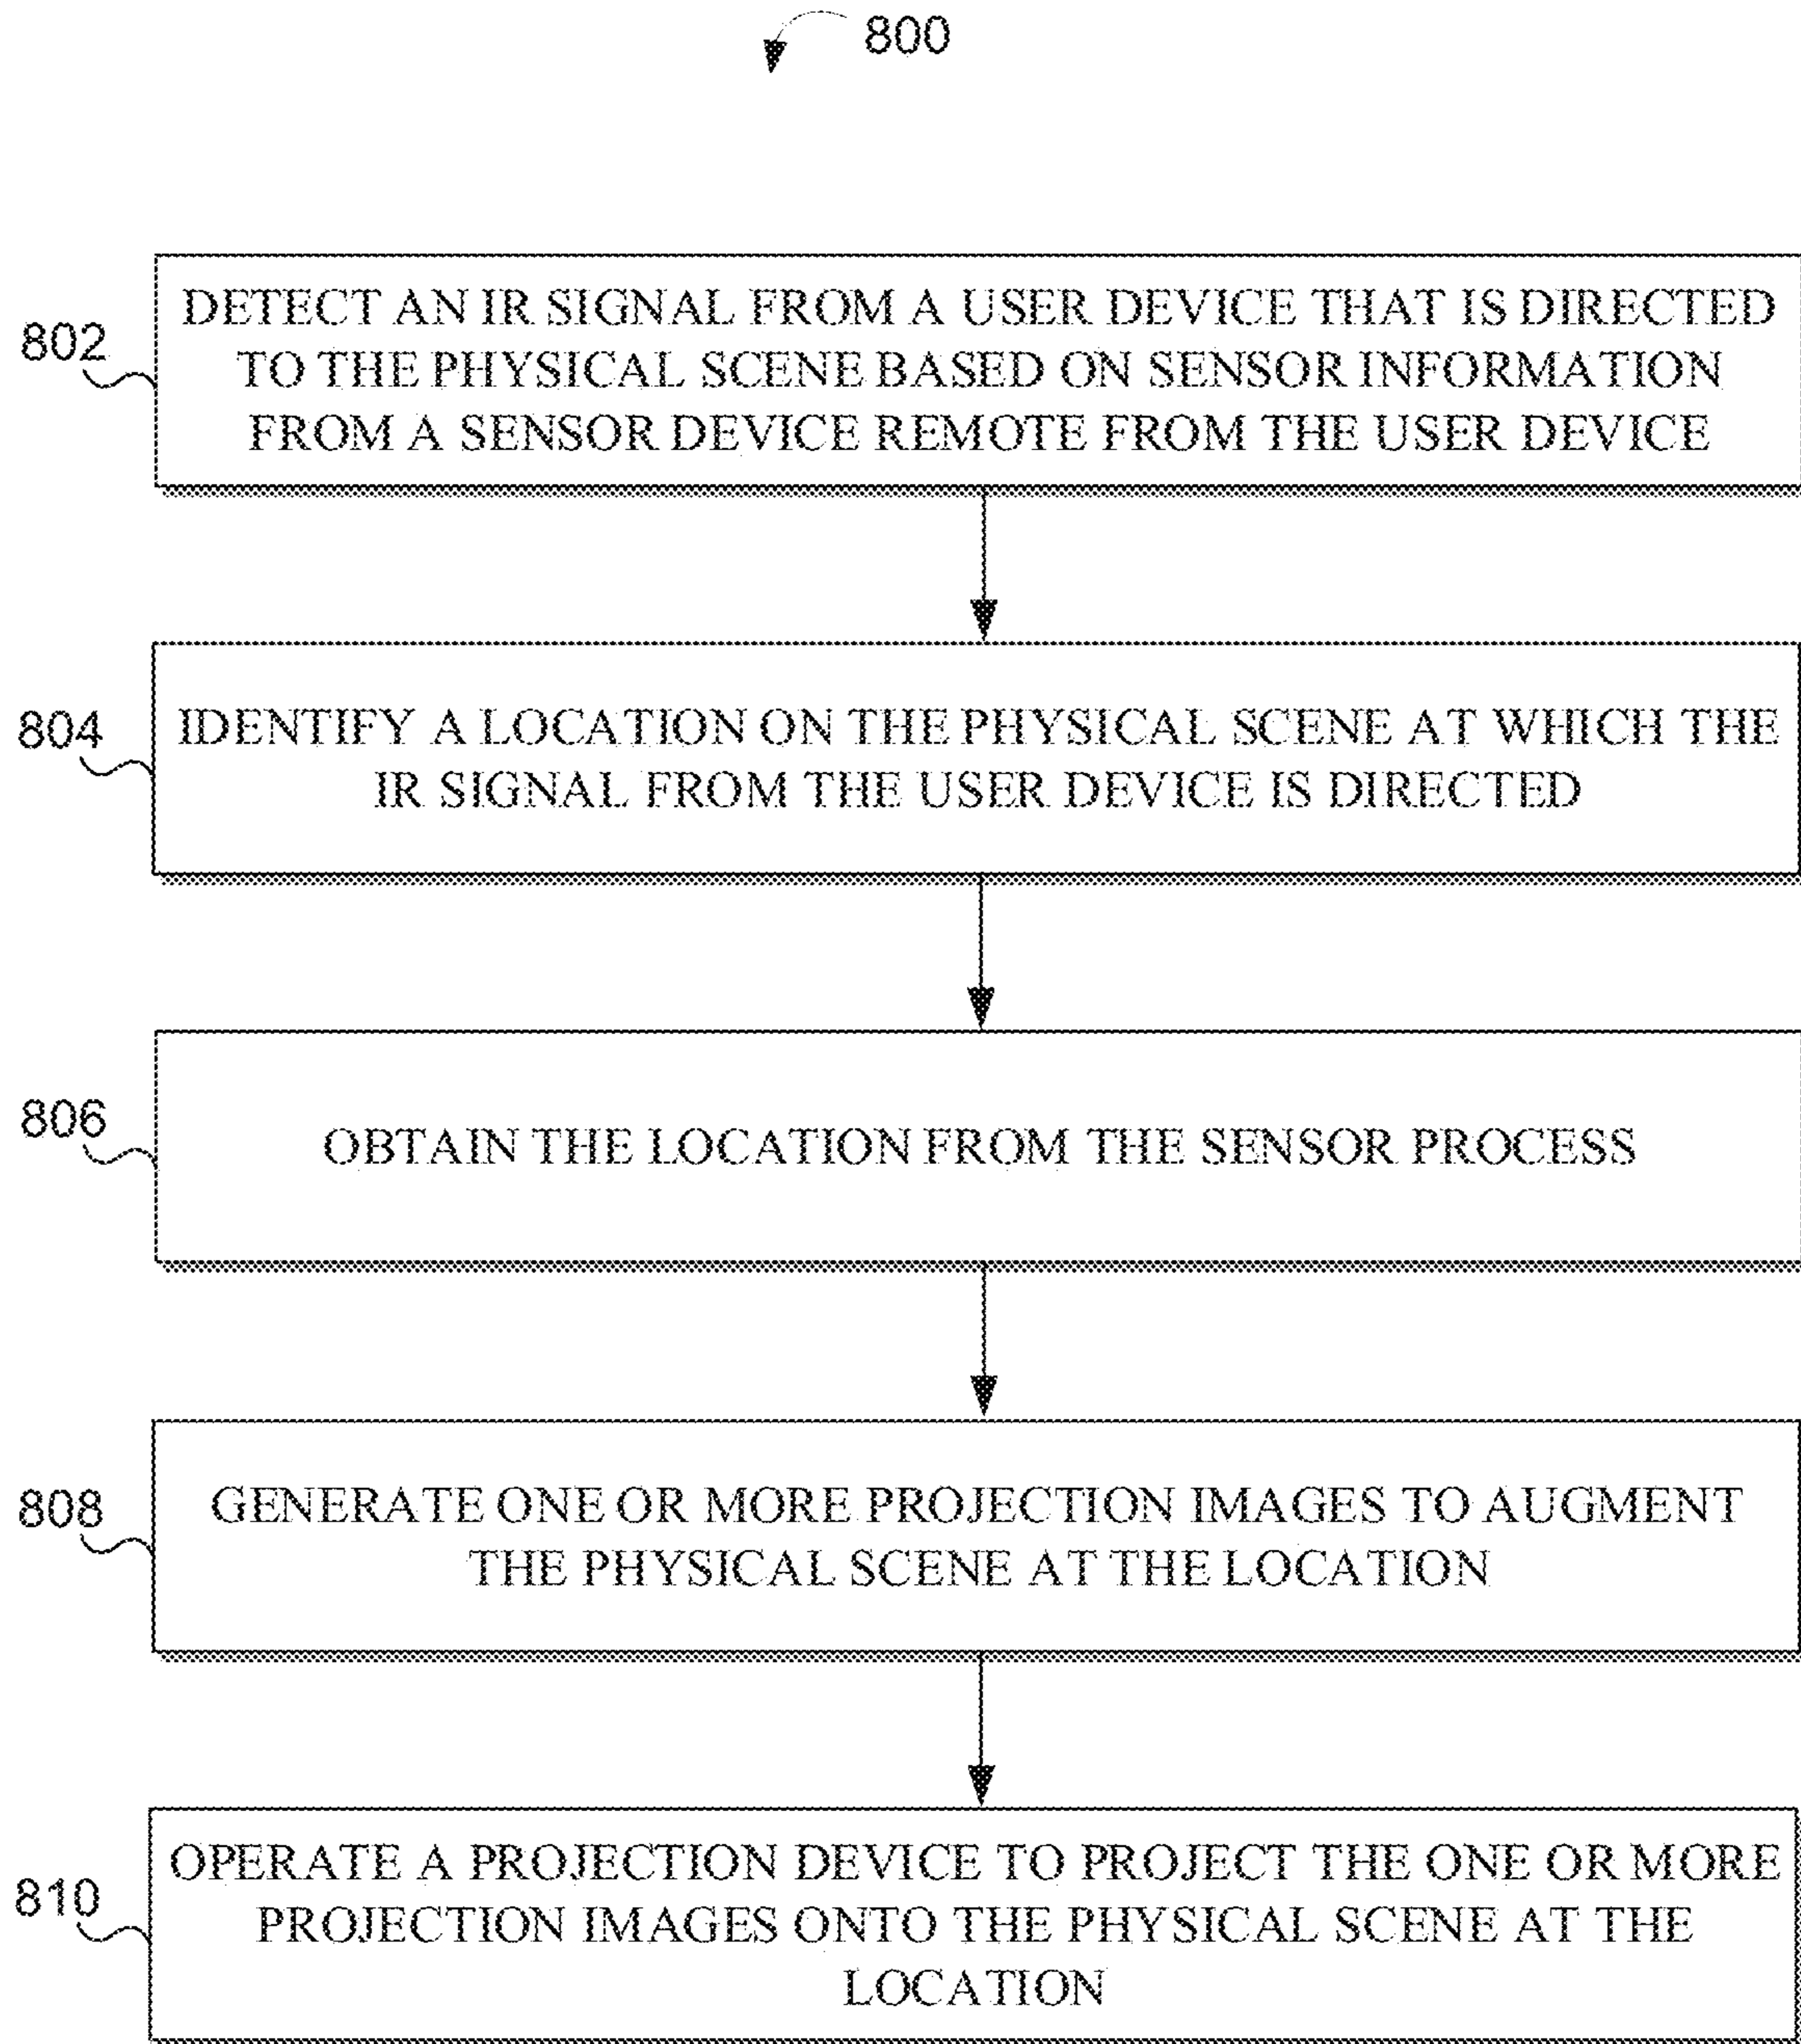 800
802
DETECT AN IR SIGNAL FROM A USER DEVICE THAT IS DIRECTED
TO THE PHYSICAL SCENE BASED ON SENSOR INFORMATION
FROM A SENSOR DEVICE REMOTE FROM THE USER DEVICE
804
IDENTIFY A LOCATION ON THE PHYSICAL SCENE AT WHICH THE
IR SIGNAL FROM THE USER DEVICE IS DIRECTED
806
OBTAIN THE LOCATION FROM THE SENSOR PROCESS
808
GENERATE ONE OR MORE PROJECTION IMAGES TO AUGMENT
THE PHYSICAL SCENE AT THE LOCATION
810
OPERATE A PROJECTION DEVICE TO PROJECT THE ONE OR MORE
PROJECTION IMAGES ONTO THE PHYSICAL SCENE AT THE
LOCATION